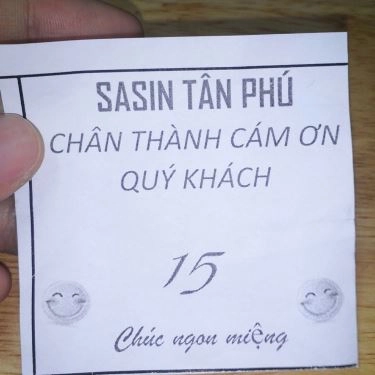 SASIN TÂN PHÚ
CHÂN THÀNH CÁM ƠN
QUÝ KHÁCH
15
Chúc ngon miệng